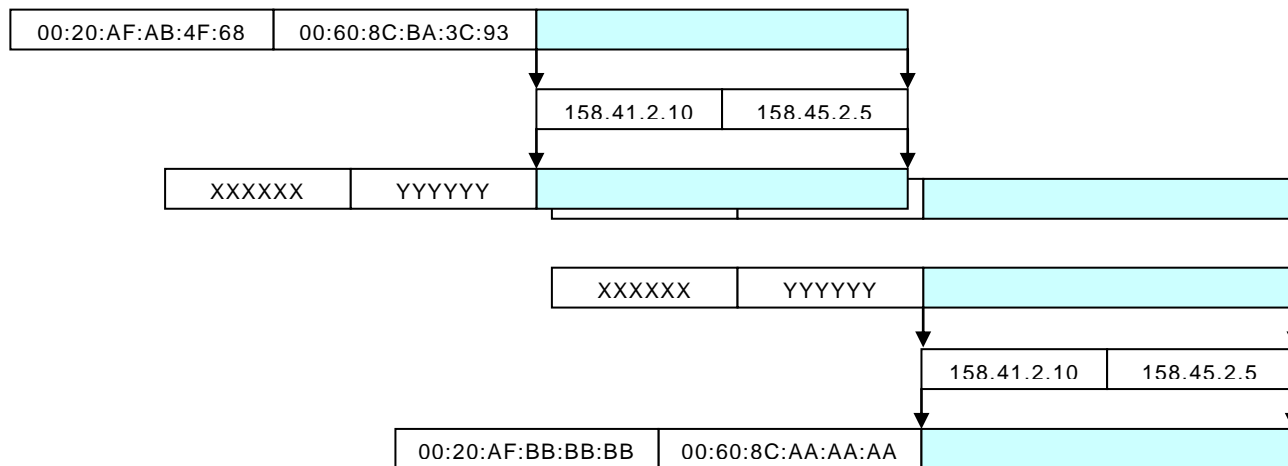 00:20:AF:AB:4F:68 00:60:8C:BA:3C:93
158.41.2.10 158.45.2.5
XXXXXX YYYYYY
XXXXXX YYYYYY
158.41.2.10 158.45.2.5
00:20:AF:BB:BB:BB 00:60:8C:AA:AA:AA